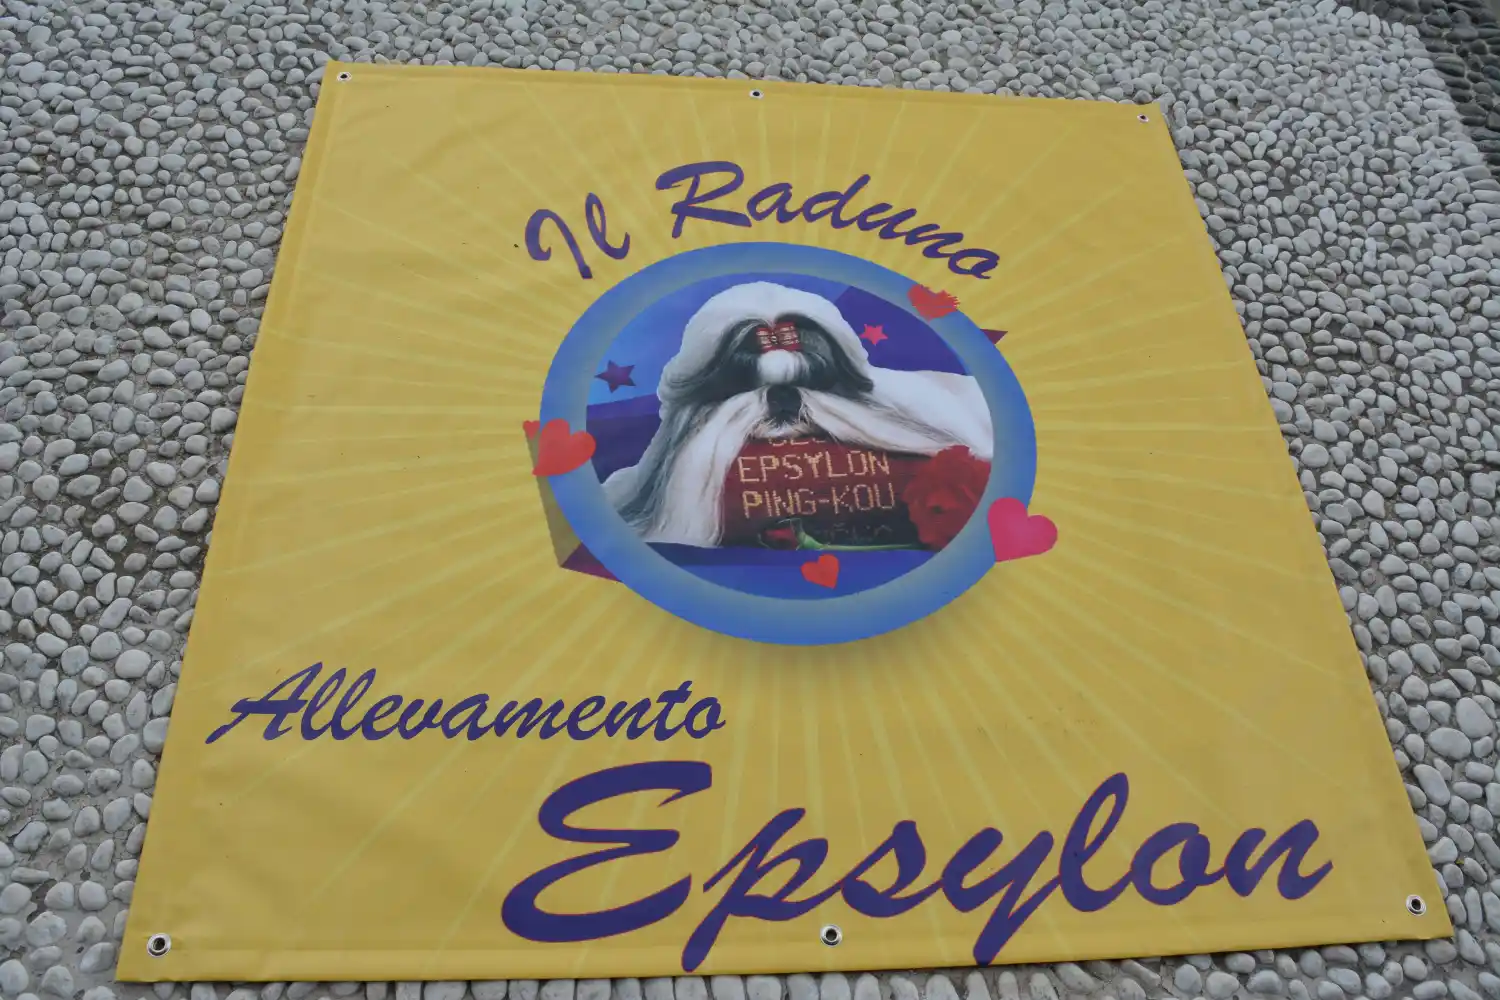 Il Raduno
EPSYLON
PING-KOU
Allevamento
Epsylon